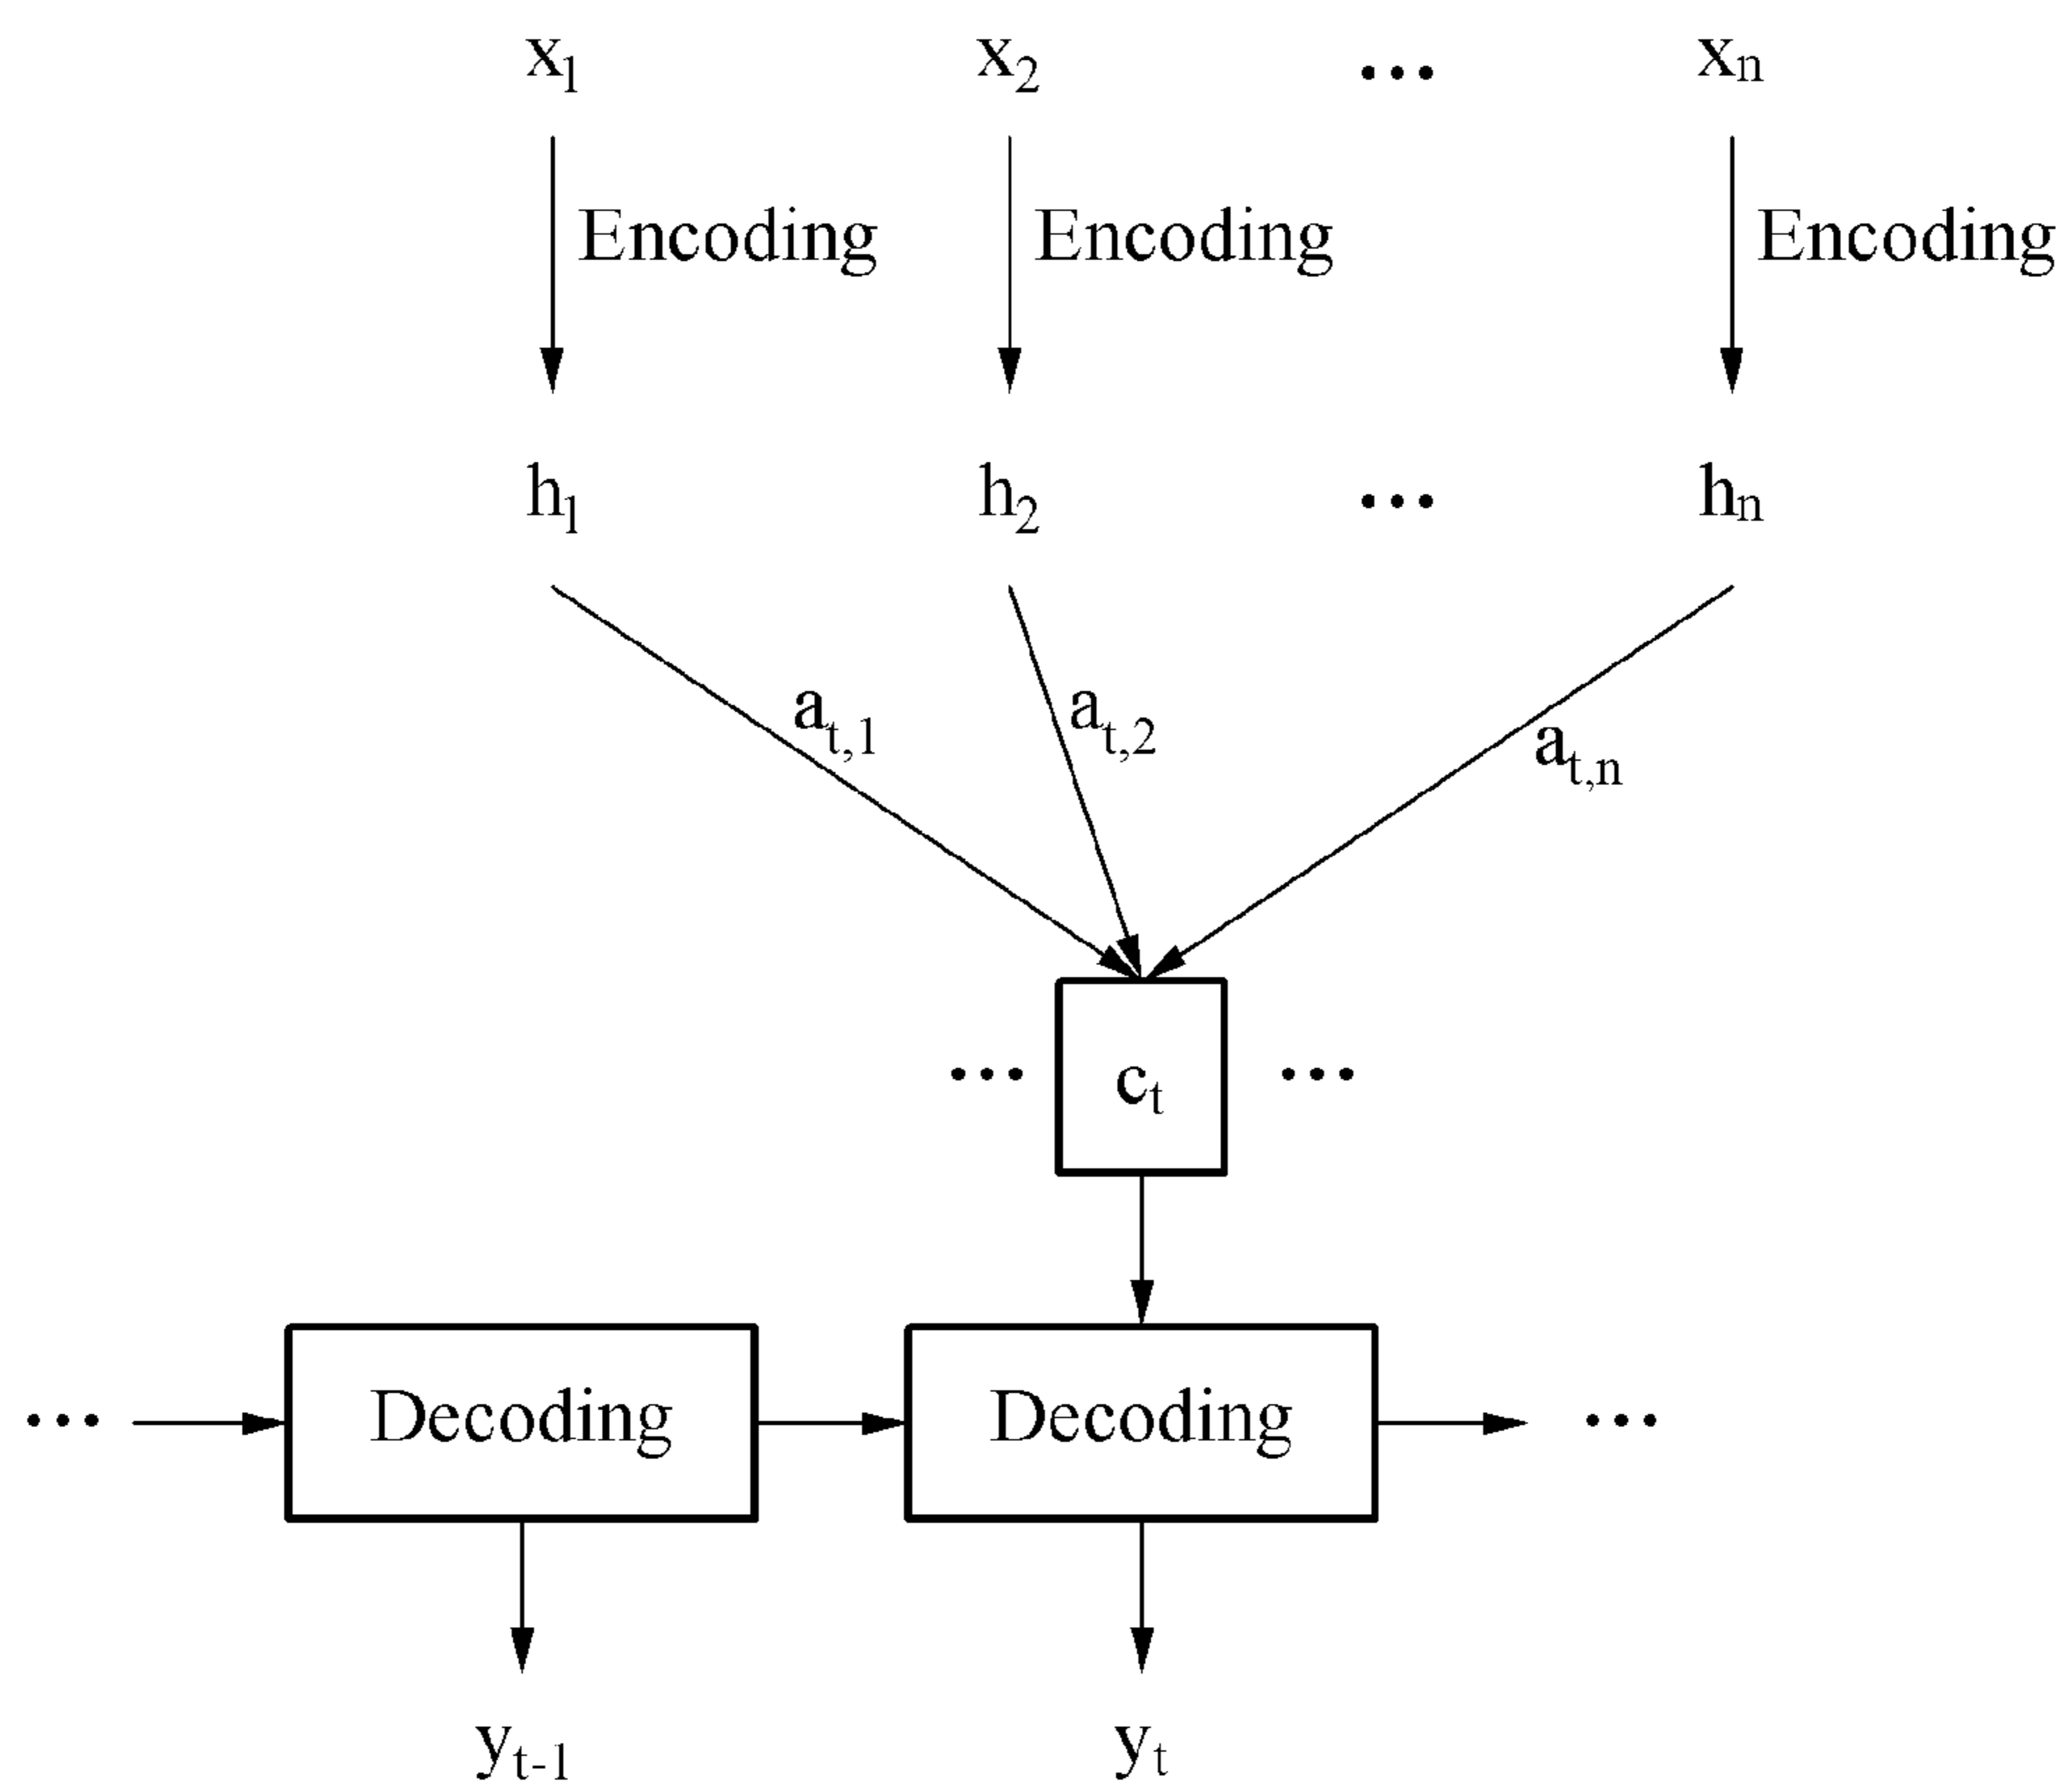 x1 x2 ... xn
Encoding Encoding Encoding
h1 h2 ... hn
at,1 at,2 at,n
... ct ...
... Decoding Decoding ...
yt-1 yt